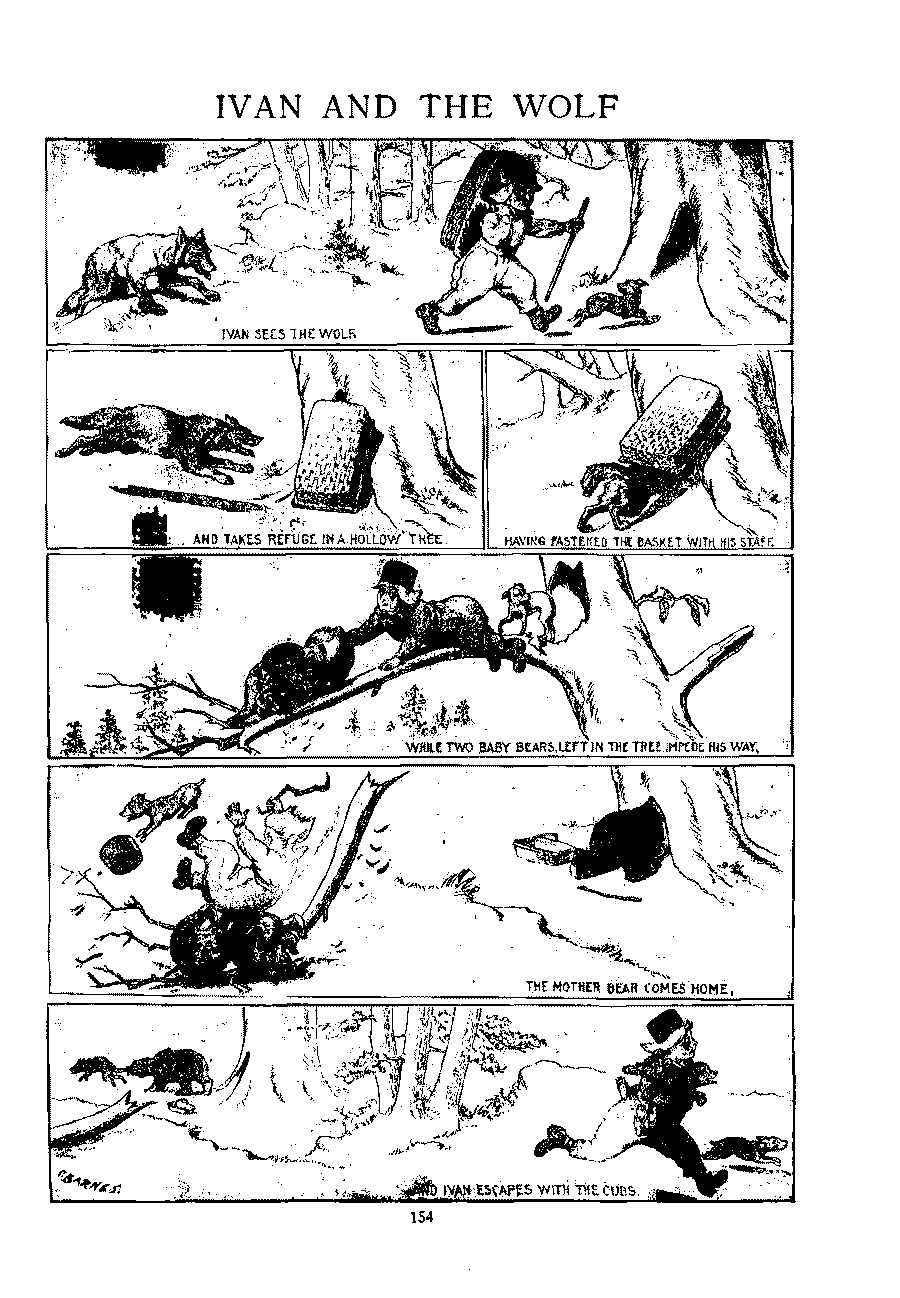 IVAN AND THE WOLF
IVAN SEES THE WOLF.
AND TAKES REFUGE IN A HOLLOW TREE
HAVING FASTENED THE BASKET WITH HIS STAFF.
WHILE TWO BABY BEARS, LEFT IN THE TREE IMPEDE HIS WAY,
THE MOTHER BEAR COMES HOME,
AND IVAN ESCAPES WITH THE CUBS.
C. BARNES.
154